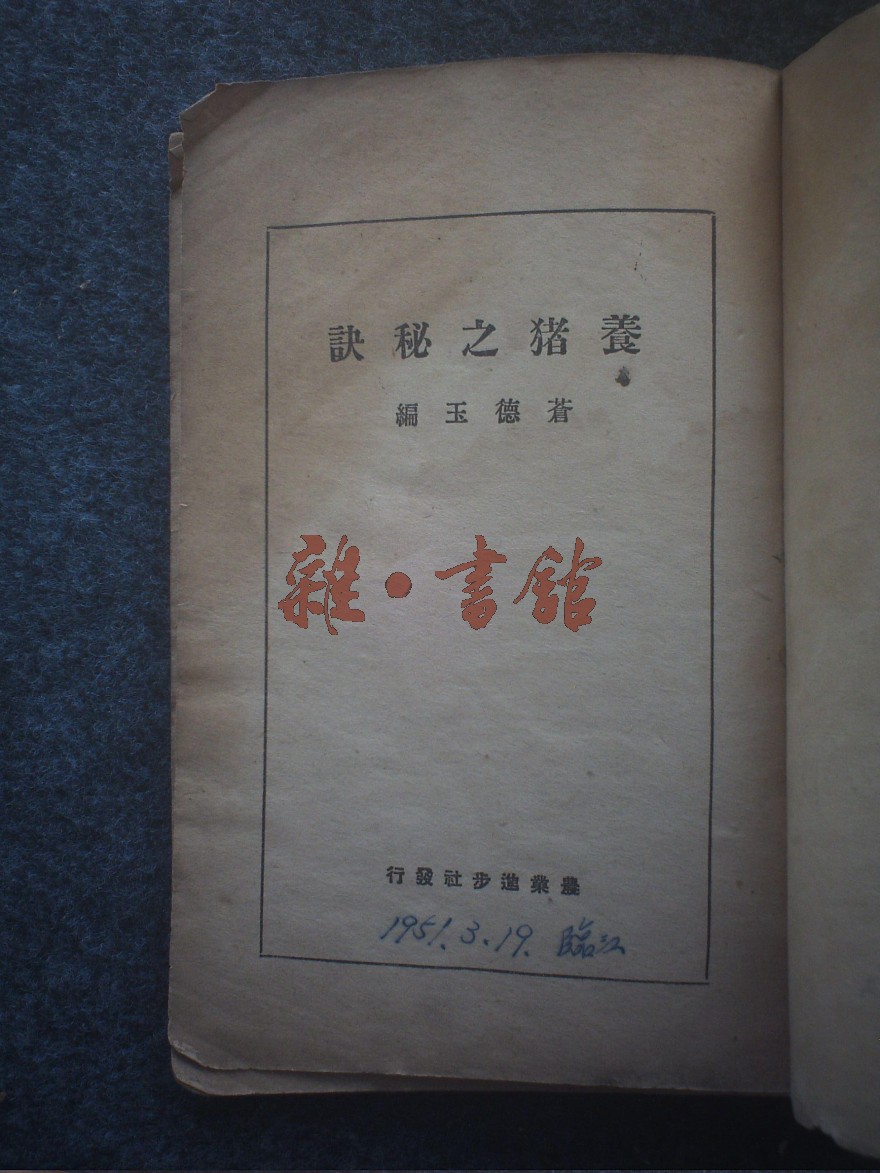 養猪之秘訣
蒼德玉編
雜·書館
農業進步社發行
1951.3.19. 臨江